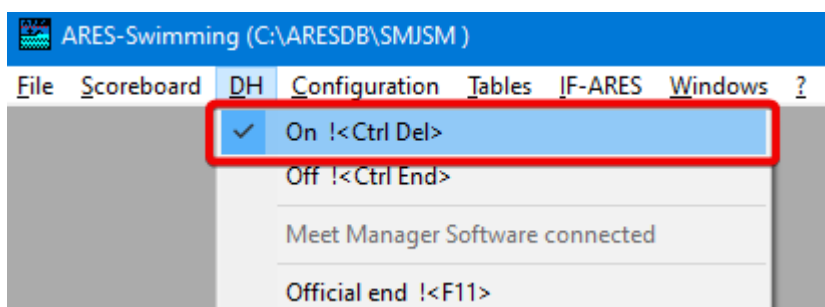 ARES-Swimming (C:\ARESDB\SMJSM )
File Scoreboard DH Configuration Tables IF-ARES Windows ?
On !<Ctrl Del>
Off !<Ctrl End>
Meet Manager Software connected
Official end !<F11>